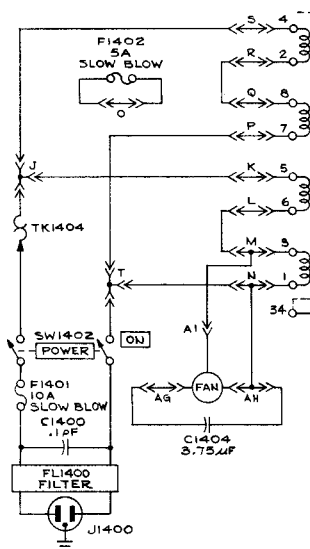 S 4
F1402
5A
SLOW BLOW
R 2
Q 8
O
P 7
J
K 5
L 6
TK1404
M 3
T
N 1
34
SW1402
POWER
ON
A1
F1401
10A
SLOW BLOW
FAN
AG
AH
C1400
.1µF
C1404
3.75µF
FL1400
FILTER
J1400